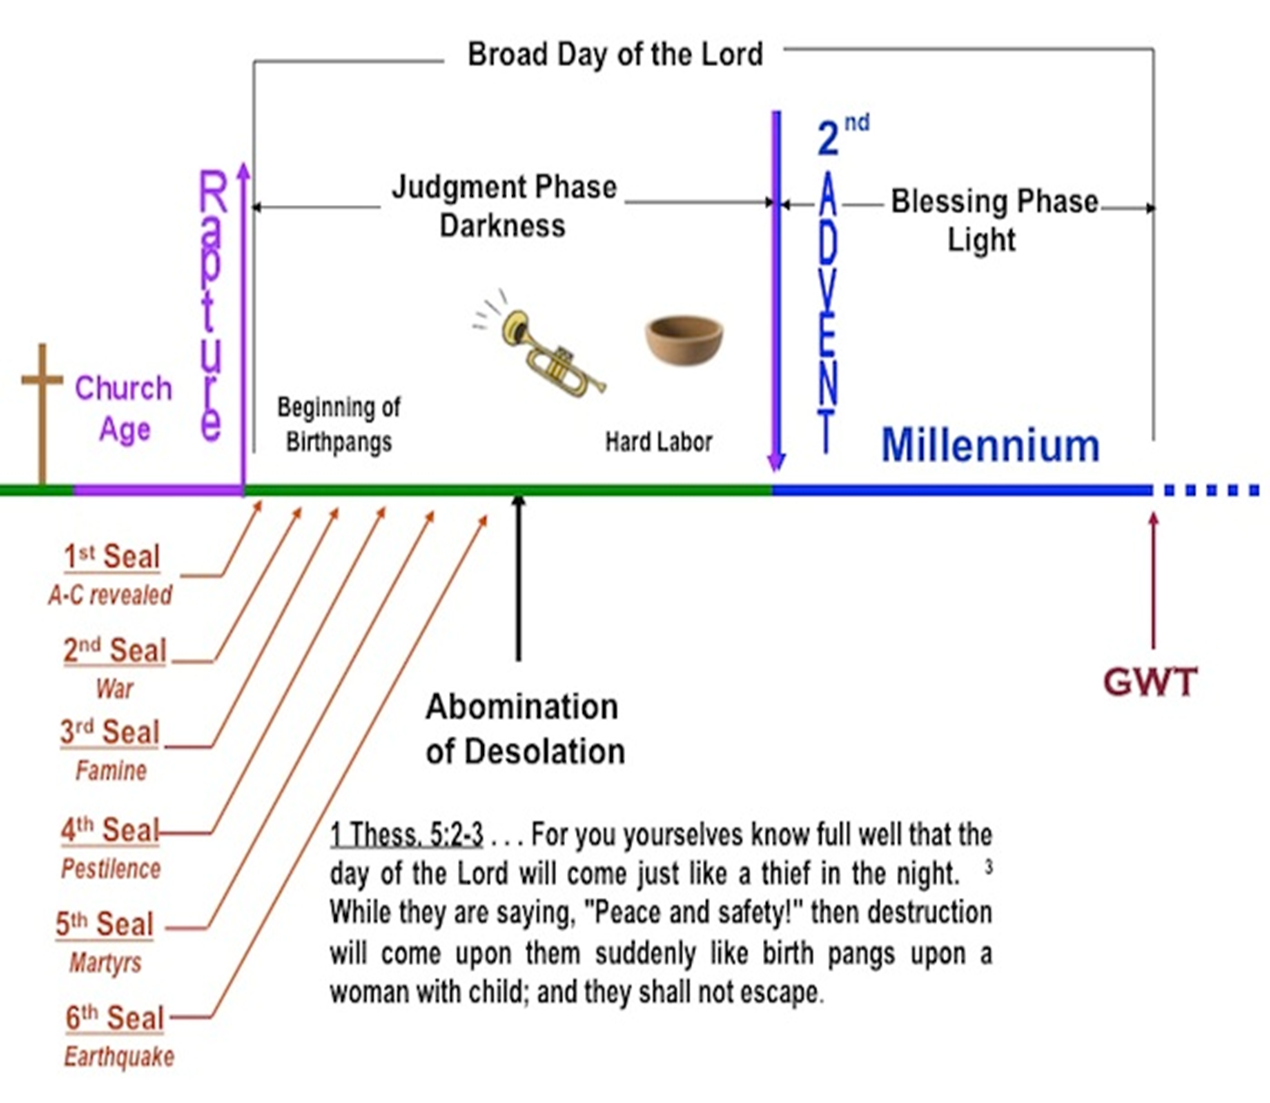 Broad Day of the Lord
2nd
ADVENT
Rapture
Judgment Phase
Darkness
Blessing Phase
Light
Church
Age
Beginning of
Birthpangs
Hard Labor
Millennium
1st Seal
A-C revealed
2nd Seal
War
3rd Seal
Famine
4th Seal
Pestilence
5th Seal
Martyrs
6th Seal
Earthquake
Abomination
of Desolation
GWT
1 Thess. 5:2-3 . . . For you yourselves know full well that the
day of the Lord will come just like a thief in the night. 3
While they are saying, "Peace and safety!" then destruction
will come upon them suddenly like birth pangs upon a
woman with child; and they shall not escape.